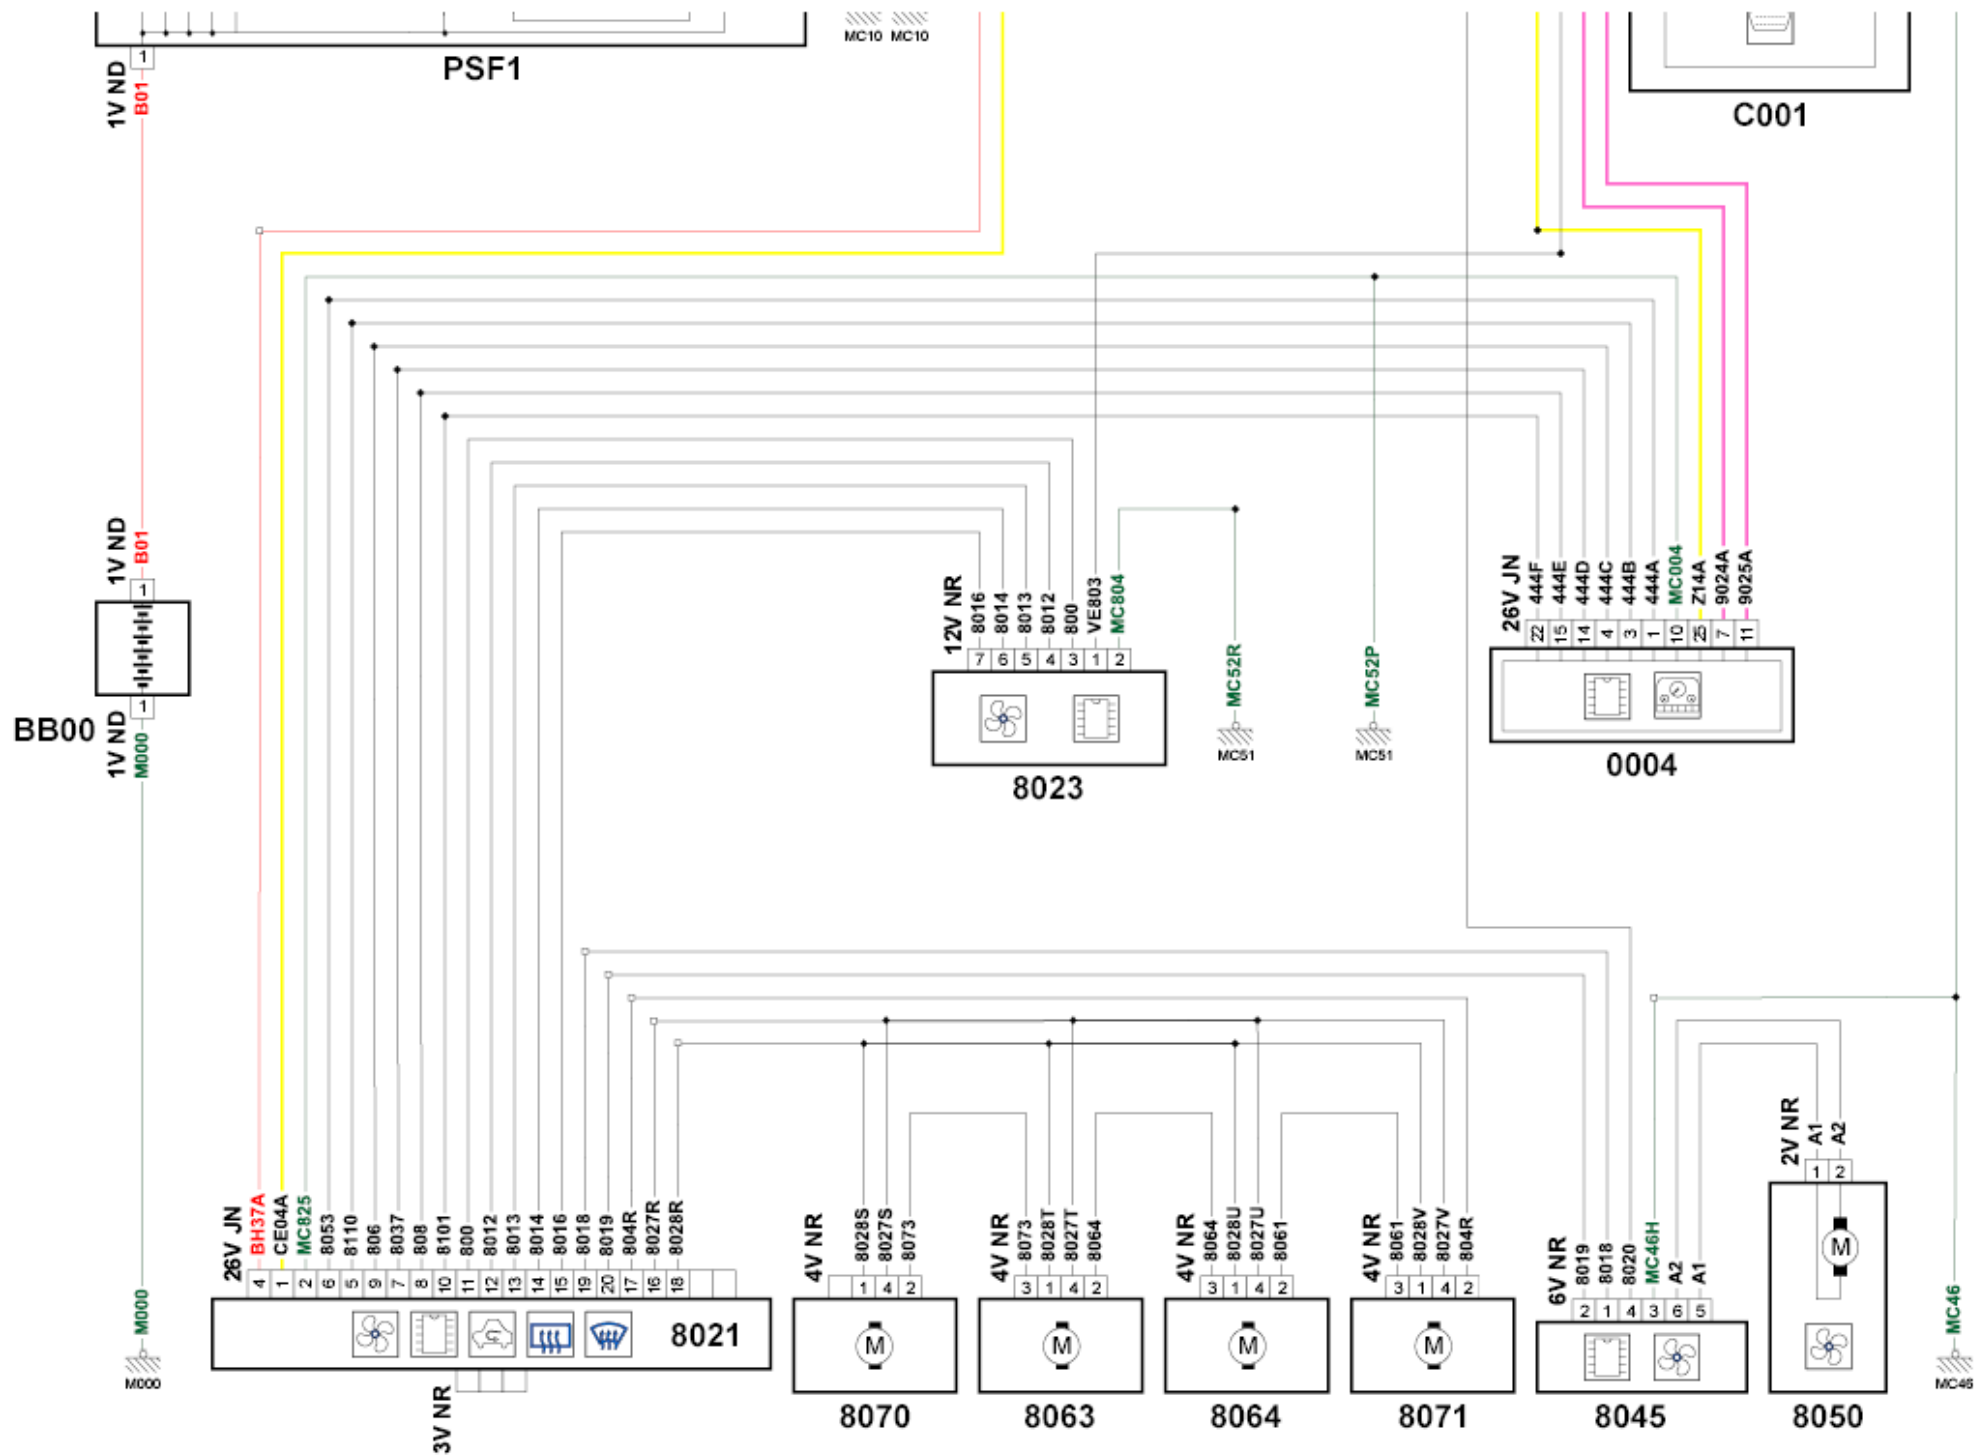 MC10 MC10
PSF1
C001
1
1V ND
B01
1V ND
B01
1
BB00
1
1V ND
M000
M000
M000
12V NR
8016 8014 8013 8012 800 VE803 MC804
7 6 5 4 3 1 2
8023
MC52R
MC51
MC52P
MC51
26V JN
444F 444E 444D 444C 444B 444A MC004 Z14A 9024A 9025A
22 15 14 4 3 1 10 25 7 11
0004
26V JN
BH37A CE04A MC825 8053 8110 806 8037 808 8101 800 8012 8013 8014 8016 8018 8019 804R 8027R 8028R
4 1 2 6 5 9 7 8 10 11 12 13 14 15 19 20 17 16 18
8021
3V NR
4V NR
8028S 8027S 8073
1 4 2
M
8070
4V NR
8073 8028T 8027T 8064
3 1 4 2
M
8063
4V NR
8064 8028U 8027U 8061
3 1 4 2
M
8064
4V NR
8061 8028V 8027V 804R
3 1 4 2
M
8071
6V NR
8019 8018 8020 MC46H A2 A1
2 1 4 3 6 5
8045
2V NR
A1 A2
1 2
M
8050
MC46
MC46